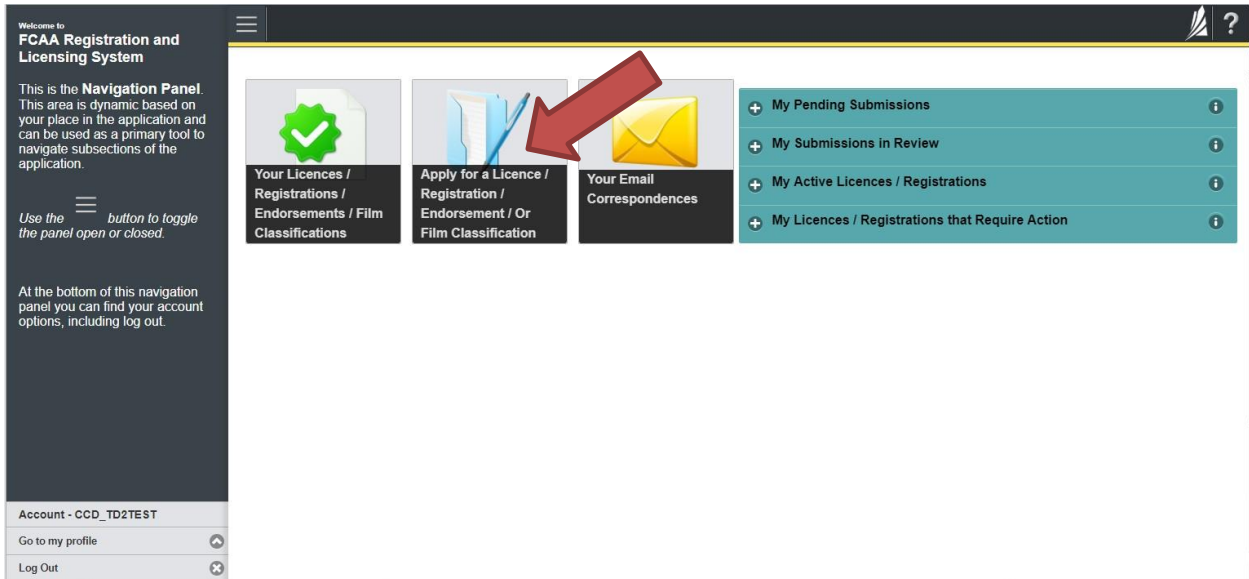 Welcome to
FCAA Registration and
Licensing System
This is the Navigation Panel.
This area is dynamic based on
your place in the application and
can be used as a primary tool to
navigate subsections of the
application.
Use the button to toggle
the panel open or closed.
At the bottom of this navigation
panel you can find your account
options, including log out.
Account - CCD_TD2TEST
Go to my profile
Log Out
?
Your Licences /
Registrations /
Endorsements / Film
Classifications
Apply for a Licence /
Registration /
Endorsement / Or
Film Classification
Your Email
Correspondences
My Pending Submissions
My Submissions in Review
My Active Licences / Registrations
My Licences / Registrations that Require Action